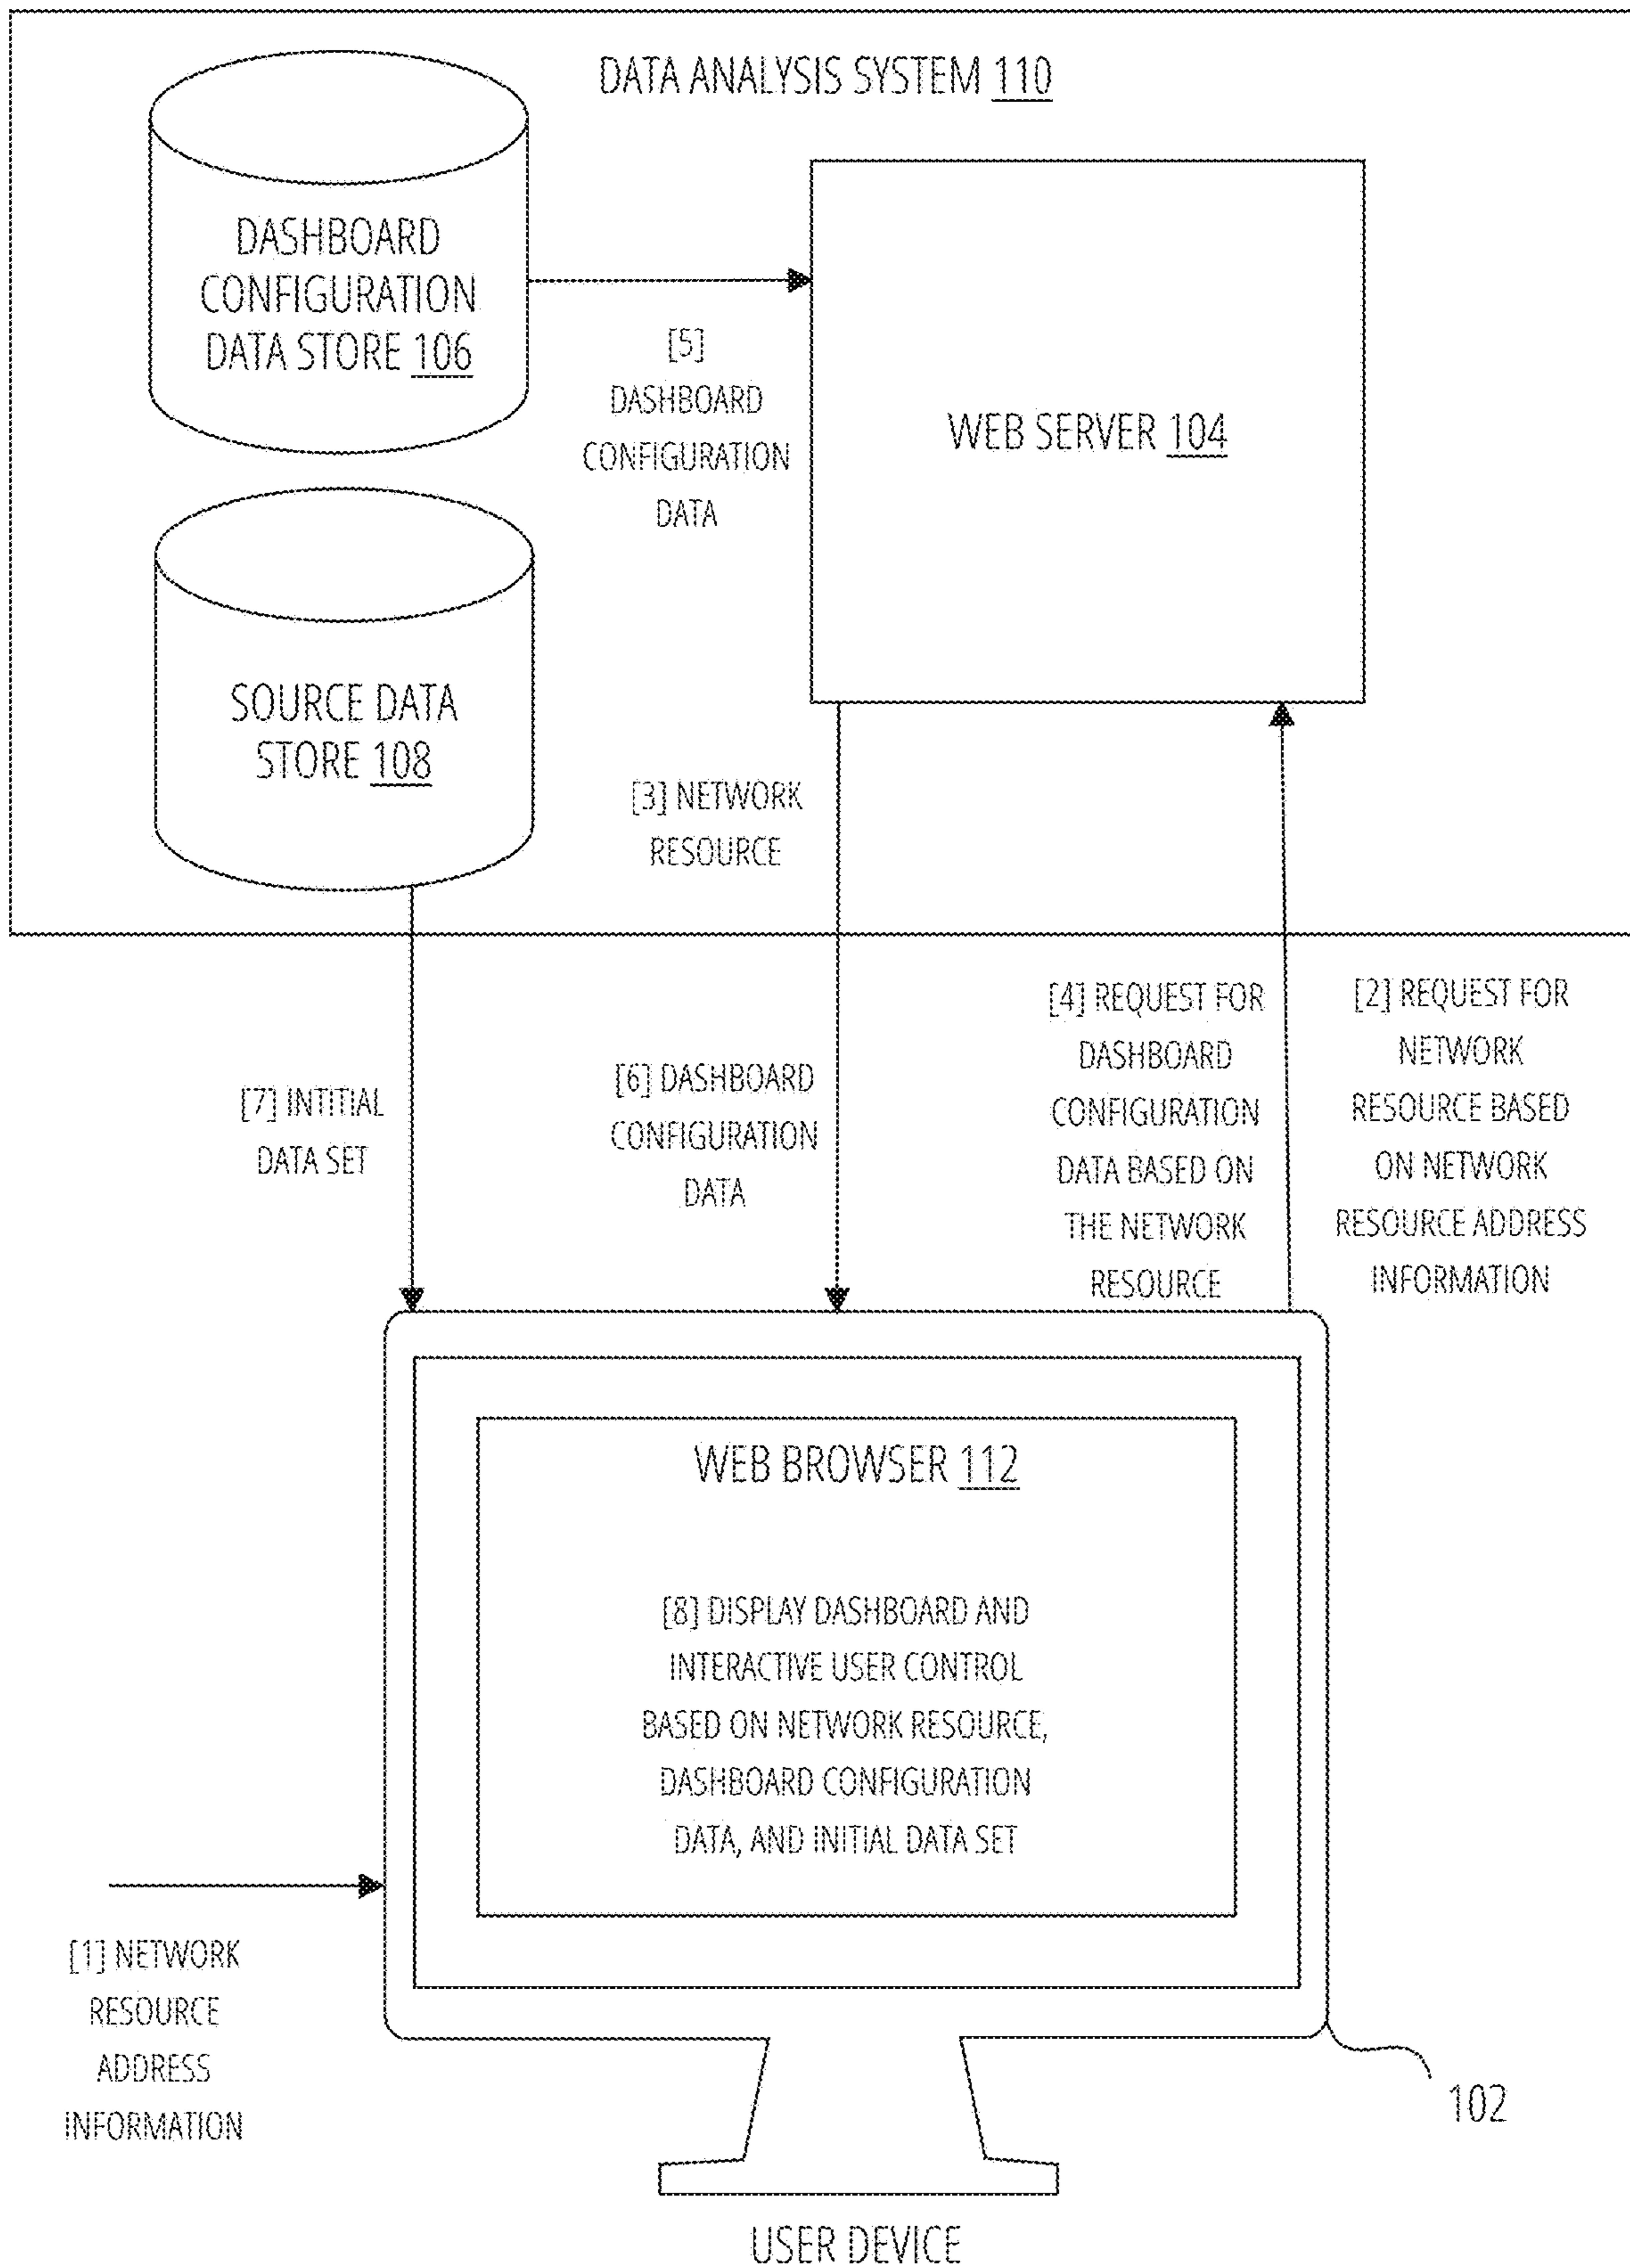 DATA ANALYSIS SYSTEM 110
DASHBOARD
CONFIGURATION
DATA STORE 106
[5]
DASHBOARD
CONFIGURATION
DATA
WEB SERVER 104
SOURCE DATA
STORE 108
[3] NETWORK
RESOURCE
[7] INTITIAL
DATA SET
[6] DASHBOARD
CONFIGURATION
DATA
[4] REQUEST FOR
DASHBOARD
CONFIGURATION
DATA BASED ON
THE NETWORK
RESOURCE
[2] REQUEST FOR
NETWORK
RESOURCE BASED
ON NETWORK
RESOURCE ADDRESS
INFORMATION
WEB BROWSER 112
[8] DISPLAY DASHBOARD AND
INTERACTIVE USER CONTROL
BASED ON NETWORK RESOURCE,
DASHBOARD CONFIGURATION
DATA, AND INITIAL DATA SET
[1] NETWORK
RESOURCE
ADDRESS
INFORMATION
102
USER DEVICE